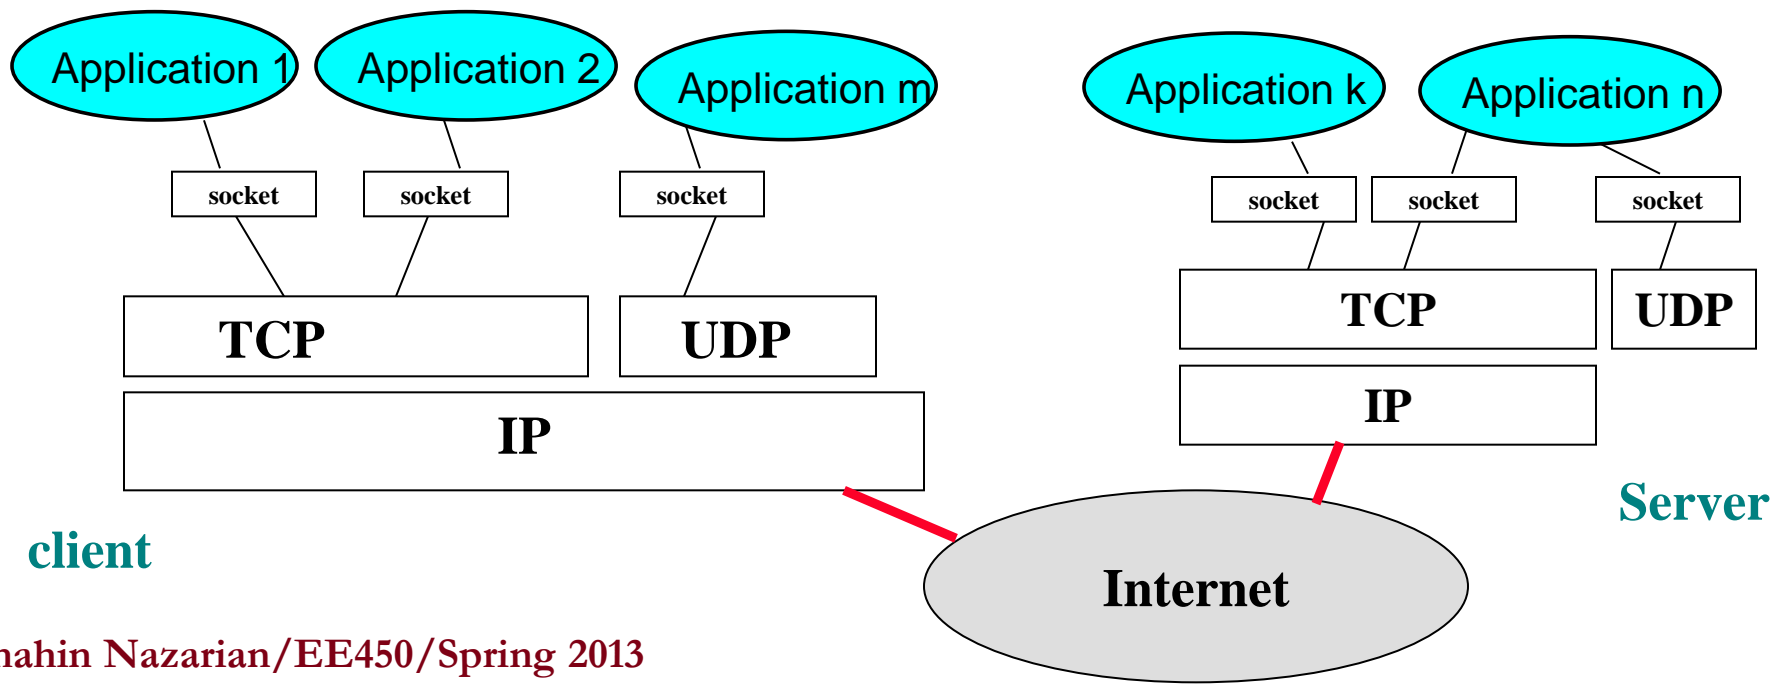 Application 1
Application 2
Application m
Application k
Application n
socket
socket
socket
socket
socket
socket
TCP
UDP
TCP
UDP
IP
IP
client
Server
Internet
Nazarian/EE450/Spring 2013